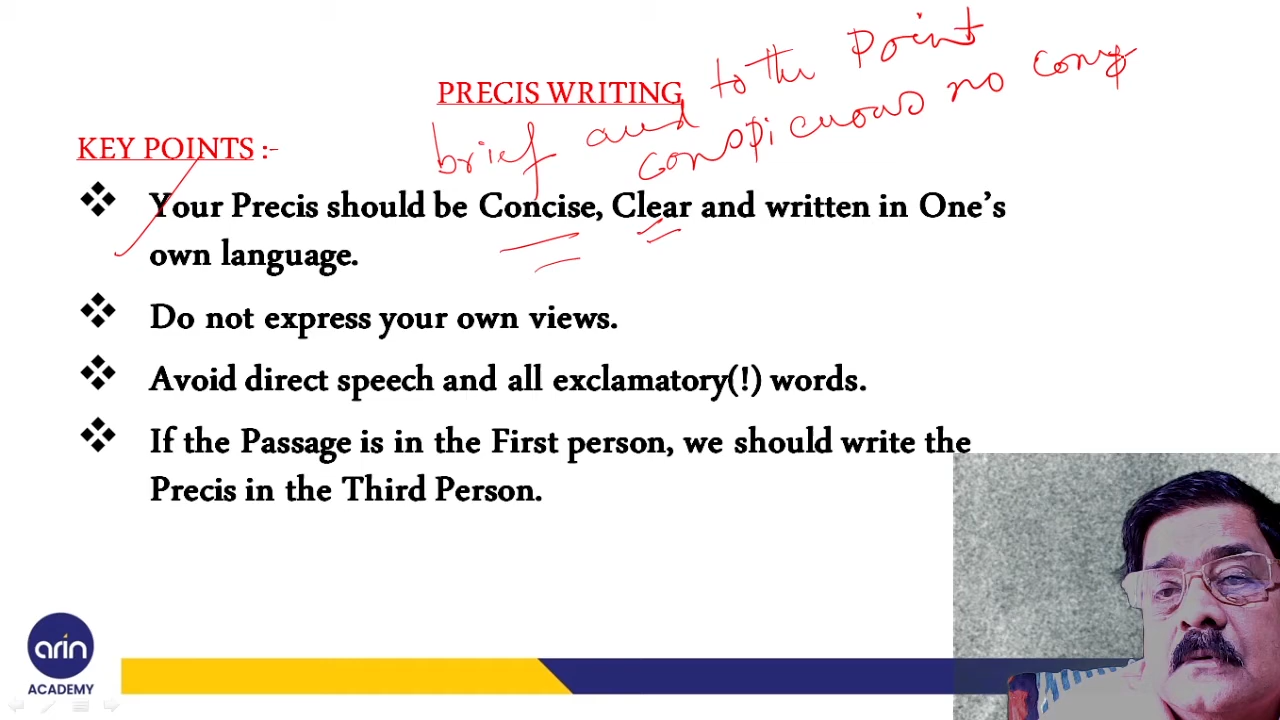 PRECIS WRITING
brief and to the Point
conspicuous no comp
KEY POINTS :-
❖ Your Precis should be Concise, Clear and written in One’s
own language.
❖ Do not express your own views.
❖ Avoid direct speech and all exclamatory(!) words.
❖ If the Passage is in the First person, we should write the
Precis in the Third Person.
arin
ACADEMY